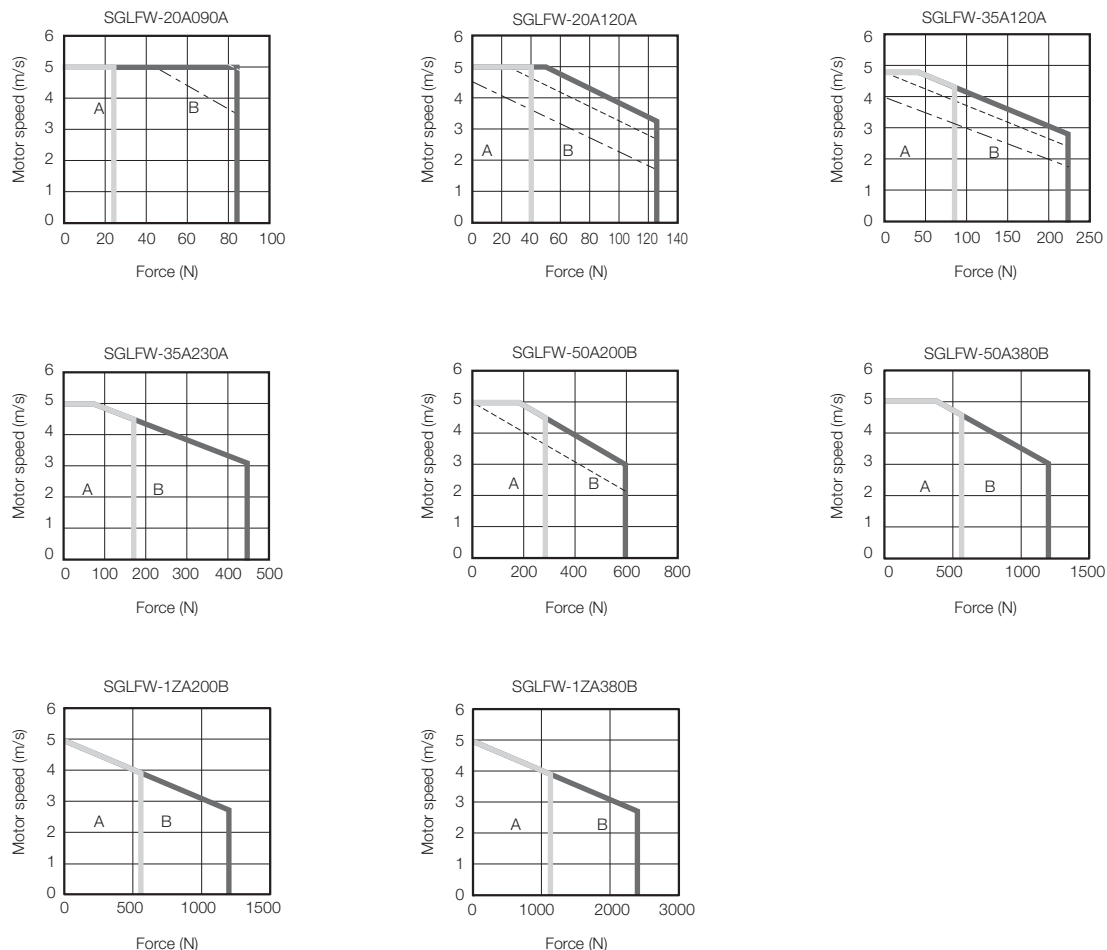 SGLFW-20A090A
Motor speed (m/s)
6
5
4
3
2
1
0
A
B
0 20 40 60 80 100
Force (N)
SGLFW-20A120A
Motor speed (m/s)
6
5
4
3
2
1
0
A
B
0 20 40 60 80 100 120 140
Force (N)
SGLFW-35A120A
Motor speed (m/s)
6
5
4
3
2
1
0
A
B
0 50 100 150 200 250
Force (N)
SGLFW-35A230A
Motor speed (m/s)
6
5
4
3
2
1
0
A
B
0 100 200 300 400 500
Force (N)
SGLFW-50A200B
Motor speed (m/s)
6
5
4
3
2
1
0
A
B
0 200 400 600 800
Force (N)
SGLFW-50A380B
Motor speed (m/s)
6
5
4
3
2
1
0
A
B
0 500 1000 1500
Force (N)
SGLFW-1ZA200B
Motor speed (m/s)
6
5
4
3
2
1
0
A
B
0 500 1000 1500
Force (N)
SGLFW-1ZA380B
Motor speed (m/s)
6
5
4
3
2
1
0
A
B
0 1000 2000 3000
Force (N)